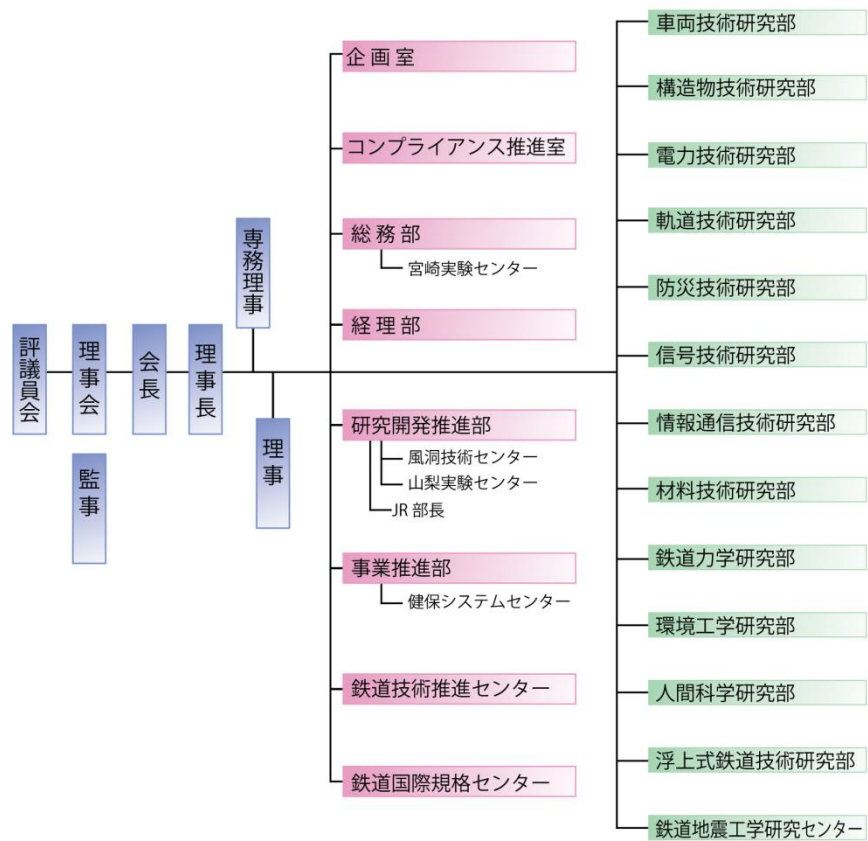 評議員会
理事会
監事
会長
理事長
専務理事
理事
企画室
コンプライアンス推進室
総務部
宮崎実験センター
経理部
研究開発推進部
風洞技術センター
山梨実験センター
JR部長
事業推進部
健保システムセンター
鉄道技術推進センター
鉄道国際規格センター
車両技術研究部
構造物技術研究部
電力技術研究部
軌道技術研究部
防災技術研究部
信号技術研究部
情報通信技術研究部
材料技術研究部
鉄道力学研究部
環境工学研究部
人間科学研究部
浮上式鉄道技術研究部
鉄道地震工学研究センター